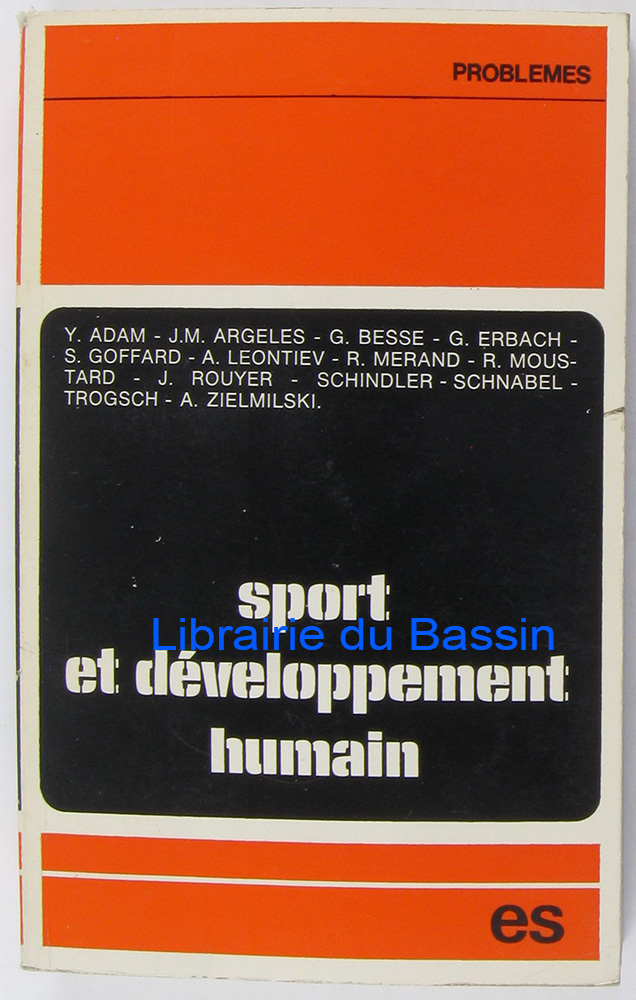 PROBLEMES
Y. ADAM - J.M. ARGELES - G. BESSE - G. ERBACH -
S. GOFFARD - A. LEONTIEV - R. MERAND - R. MOUS-
TARD - J. ROUYER - SCHINDLER - SCHNABEL -
TROGSCH - A. ZIELMILSKI.
sport
Librairie du Bassin
et développement
humain
es